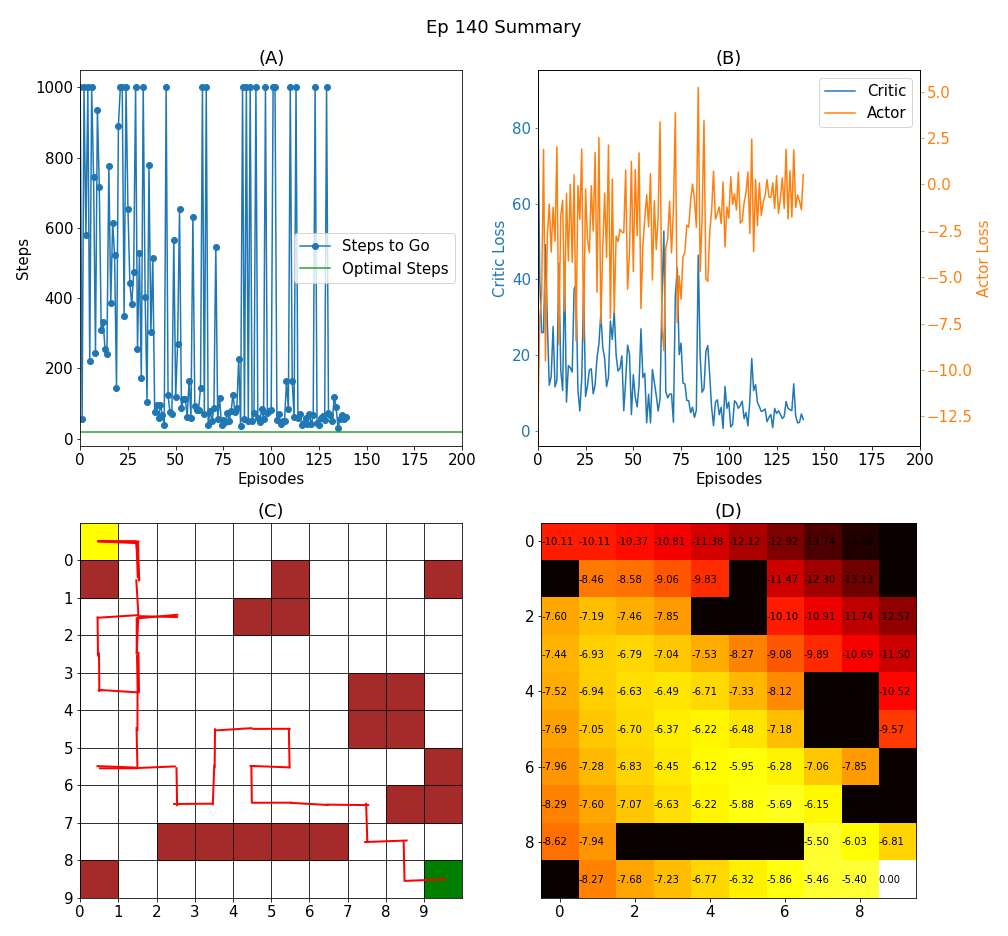 Ep 140 Summary
(A)
1000
800
600
400
200
0
Steps
Steps to Go
Optimal Steps
0 25 50 75 100 125 150 175 200
Episodes
(B)
80
60
40
20
0
Critic Loss
Critic
Actor
5.0
2.5
0.0
−2.5
−5.0
−7.5
−10.0
−12.5
Actor Loss
0 25 50 75 100 125 150 175 200
Episodes
(C)
0
1
2
3
4
5
6
7
8
9
0 1 2 3 4 5 6 7 8 9
(D)
0 -10.11 -10.11 -10.37 -10.81 -11.38 -12.12 -12.92 -13.74
-8.46 -8.58 -9.06 -9.83 -11.47 -12.30 -13.13
2 -7.60 -7.19 -7.46 -7.85 -10.10 -10.91 -11.74 -12.57
-7.44 -6.93 -6.79 -7.04 -7.53 -8.27 -9.08 -9.89 -10.69 -11.50
4 -7.52 -6.94 -6.63 -6.49 -6.71 -7.33 -8.12 -10.52
-7.69 -7.05 -6.70 -6.37 -6.22 -6.48 -7.18 -9.57
6 -7.96 -7.28 -6.83 -6.45 -6.12 -5.95 -6.28 -7.06 -7.85
-8.29 -7.60 -7.07 -6.63 -6.22 -5.88 -5.69 -6.15
8 -8.62 -7.94 -5.50 -6.03 -6.81
-8.27 -7.68 -7.23 -6.77 -6.32 -5.86 -5.46 -5.40 0.00
0 2 4 6 8